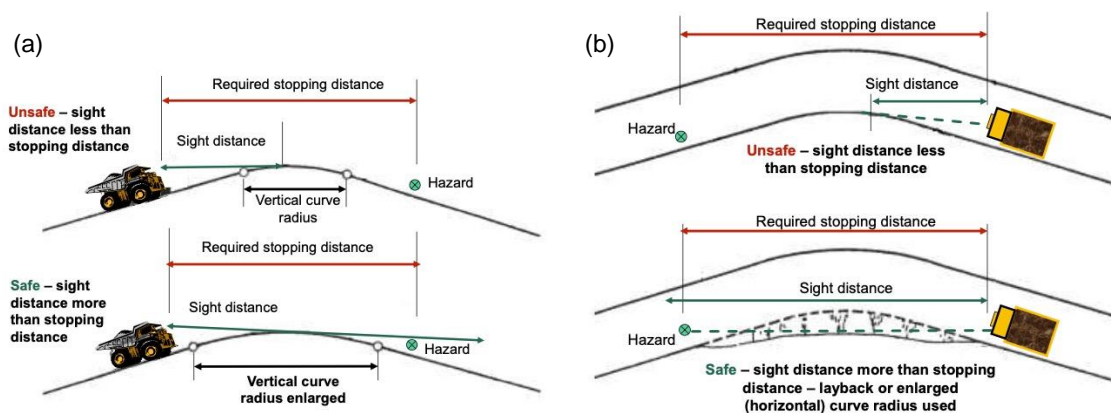 (a)
Required stopping distance
Unsafe – sight
distance less than
stopping distance
Sight distance
Hazard
Vertical curve
radius
Required stopping distance
Safe – sight
distance more
than stopping
distance
Sight distance
Hazard
Vertical curve
radius enlarged
(b)
Required stopping distance
Sight distance
Hazard
Unsafe – sight distance less
than stopping distance
Required stopping distance
Sight distance
Hazard
Safe – sight distance more than stopping
distance – layback or enlarged
(horizontal) curve radius used